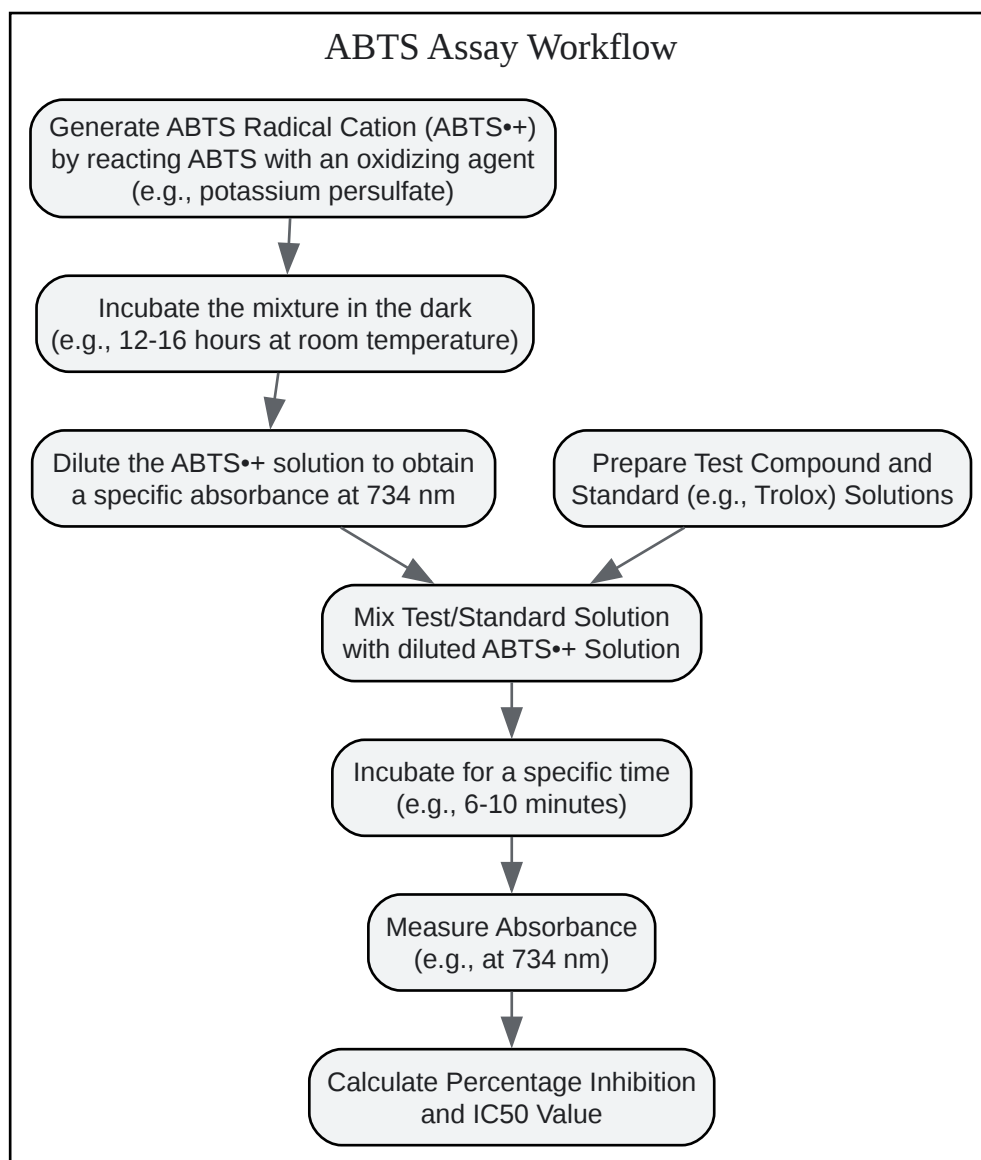 ABTS Assay Workflow
Generate ABTS Radical Cation (ABTS•+)
by reacting ABTS with an oxidizing agent
(e.g., potassium persulfate)
Incubate the mixture in the dark
(e.g., 12-16 hours at room temperature)
Dilute the ABTS•+ solution to obtain
a specific absorbance at 734 nm
Prepare Test Compound and
Standard (e.g., Trolox) Solutions
Mix Test/Standard Solution
with diluted ABTS•+ Solution
Incubate for a specific time
(e.g., 6-10 minutes)
Measure Absorbance
(e.g., at 734 nm)
Calculate Percentage Inhibition
and IC50 Value